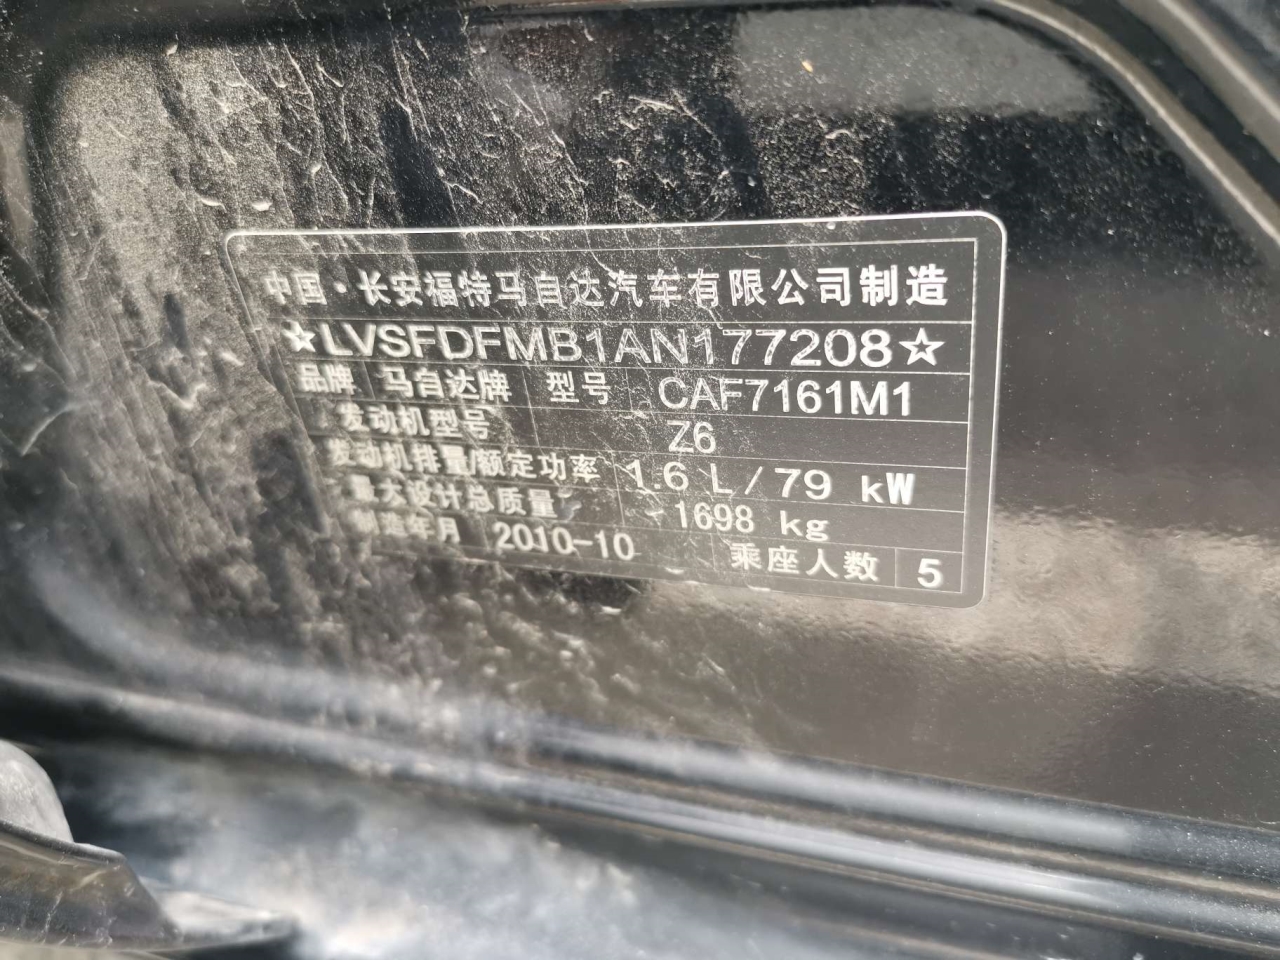 中国·长安福特马自达汽车有限公司制造
☆LVSFDFMB1AN177208☆
品牌 马自达牌 型号 CAF7161M1
发动机型号 Z6
发动机排量/额定功率 1.6 L/79 kW
最大设计总质量 1698 kg
制造年月 2010-10 乘座人数 5